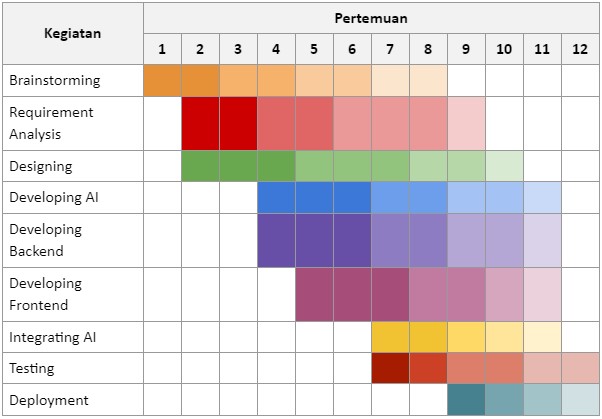 Kegiatan
Pertemuan
1 2 3 4 5 6 7 8 9 10 11 12
Brainstorming
Requirement
Analysis
Designing
Developing AI
Developing
Backend
Developing
Frontend
Integrating AI
Testing
Deployment